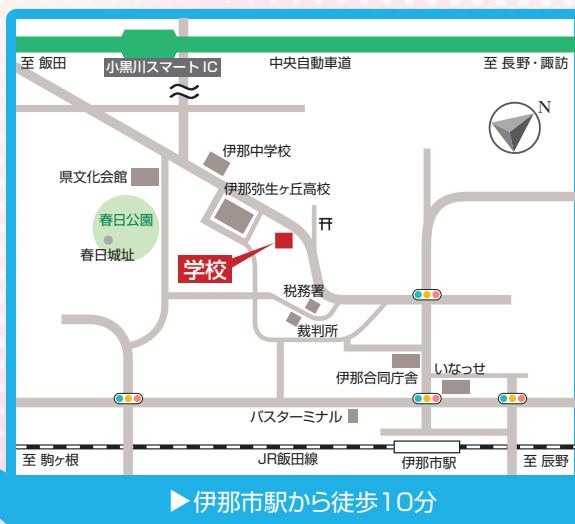 至 飯田
小黒川スマートIC
中央自動車道
至 長野・諏訪
N
伊那中学校
県文化会館
伊那弥生ヶ丘高校
春日公園
春日城址
学校
税務署
裁判所
伊那合同庁舎
いなっせ
バスターミナル
至 駒ヶ根
JR飯田線
伊那市駅
至 辰野
▶伊那市駅から徒歩10分